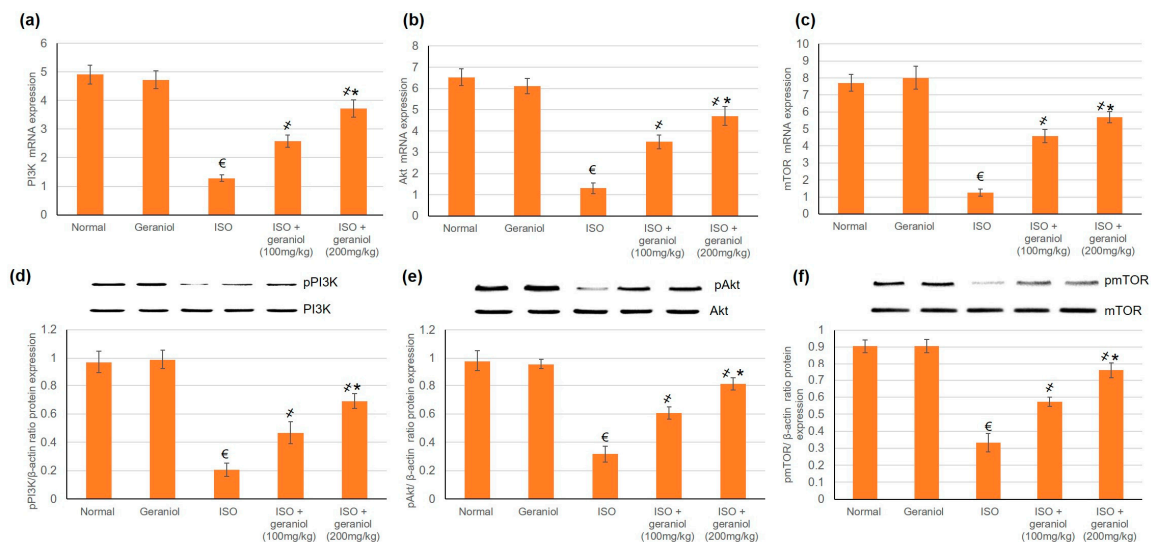 (a)
PI3K mRNA expression
6
5
4
3
2
1
0
€
≠
≠*
Normal
Geraniol
ISO
ISO +
geraniol
(100mg/kg)
ISO +
geraniol
(200mg/kg)
(b)
Akt mRNA expression
8
7
6
5
4
3
2
1
0
€
≠
≠*
Normal
Geraniol
ISO
ISO +
geraniol
(100mg/kg)
ISO +
geraniol
(200mg/kg)
(c)
mTOR mRNA expression
10
9
8
7
6
5
4
3
2
1
0
€
≠
≠*
Normal
Geraniol
ISO
ISO +
geraniol
(100mg/kg)
ISO +
geraniol
(200mg/kg)
(d)
pPI3K
PI3K
pPI3K/β-actin ratio protein expression
1.2
1
0.8
0.6
0.4
0.2
0
€
≠
≠*
Normal
Geraniol
ISO
ISO +
geraniol
(100mg/kg)
ISO +
geraniol
(200mg/kg)
(e)
pAkt
Akt
pAkt/ β-actin ratio protein expression
1.2
1
0.8
0.6
0.4
0.2
0
€
≠
≠*
Normal
Geraniol
ISO
ISO +
geraniol
(100mg/kg)
ISO +
geraniol
(200mg/kg)
(f)
pmTOR
mTOR
pmTOR/ β-actin ratio protein
expression
1
0.9
0.8
0.7
0.6
0.5
0.4
0.3
0.2
0.1
0
€
≠
≠*
Normal
Geraniol
ISO
ISO +
geraniol
(100mg/kg)
ISO +
geraniol
(200mg/kg)